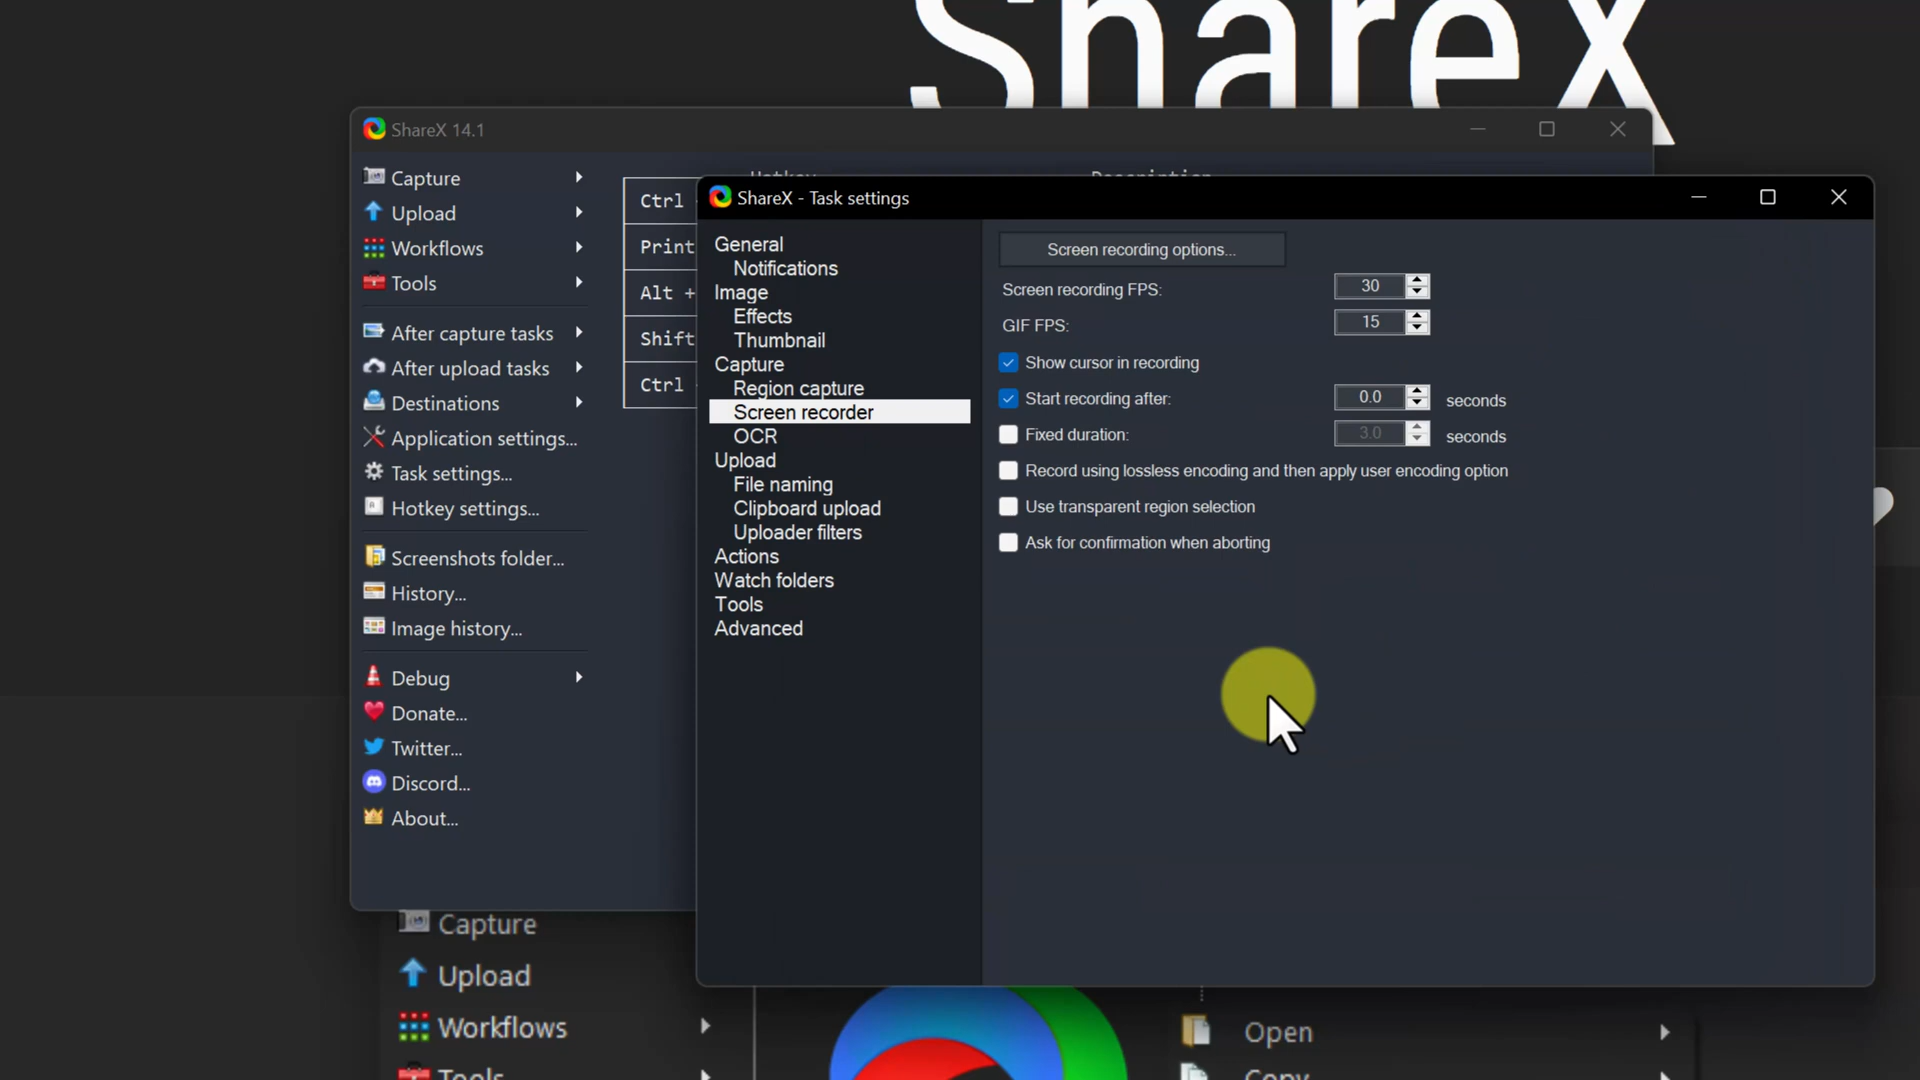 ShareX
ShareX 14.1
Capture
Upload
Workflows
Tools
After capture tasks
After upload tasks
Destinations
Application settings...
Task settings...
Hotkey settings...
Screenshots folder...
History...
Image history...
Debug
Donate...
Twitter...
Discord...
About...
Hotkey Description
Ctrl
Print
Alt +
Shift
Ctrl
ShareX - Task settings
General
Notifications
Image
Effects
Thumbnail
Capture
Region capture
Screen recorder
OCR
Upload
File naming
Clipboard upload
Uploader filters
Actions
Watch folders
Tools
Advanced
Screen recording options...
Screen recording FPS: 30
GIF FPS: 15
Show cursor in recording
Start recording after: 0.0 seconds
Fixed duration: 3.0 seconds
Record using lossless encoding and then apply user encoding option
Use transparent region selection
Ask for confirmation when aborting
Capture
Upload
Workflows
Tools
Open
Copy